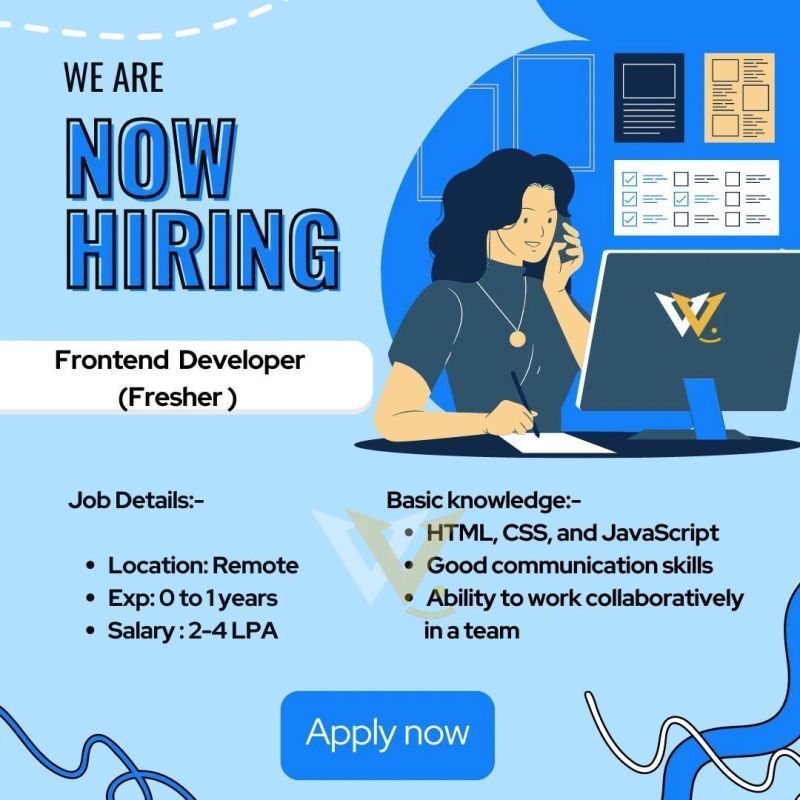 WE ARE
NOW
HIRING
Frontend Developer
(Fresher )
Job Details:-
• Location: Remote
• Exp: 0 to 1 years
• Salary : 2-4 LPA
Basic knowledge:-
• HTML, CSS, and JavaScript
• Good communication skills
• Ability to work collaboratively
in a team
Apply now